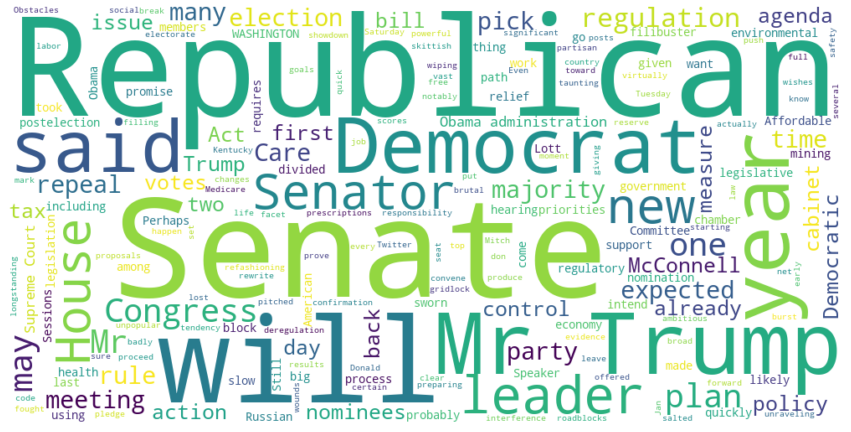 Obstacles social break
many election
members electorate
issue
WASHINGTON
showdown
Saturday powerful
skittish
bill
pick
significant
thing
Even
partisan
regulation
go posts
filibuster
taunting
Tuesday push
agenda
environmental
full
safety
Republican
labor
Obama
goals
quick
wiping
vast
notably
free
path
work
relief
country
toward
given
virtually
want
wishes
know
several
promise
took
postelection
filling
requires
scores
Obama administration
job
reserve
actually
Affordable
said
Act
first
Democrat
Kentucky
Trump
Care
divided
Lott
moment
giving
measure
law
time
mining
mark
repeal
votes
changes
Medicare
Senator
put
brutal
majority
government
new
legislative
year
cabinet
Democratic
tax
including
two
life
facet
prescriptions
responsibility
hearing
priorities
chamber
longstanding
Supreme Court
legislation
Perhaps
happen
set
Senate
every
Twitter
seat
top
Mitch
don
come
Committee
support
one
starting
House
proposals
among
refashioning
rewrite
prove
convene
gridlock
produce
regulatory
McConnell
nomination
net
early
Sessions
Congress
lost
pitched
American
confirmation
sworn
control
intend
expected
ambitious
burst
may
Mr
unpopular
tendency
block
deregulation
back
economy
evidence
already
broad
badly
sure proceed
will
day
results
Donald
clear
Mr Trump
party
Speaker
leave
offered
made
forward
likely
health
last
rule
slow
Still
big
process
certain
preparing
leader
plan
policy
code
fought
meeting
using
pledge
action
Russian
wounds
nominees
probably
interference
roadblocks
Jan
salted
quickly
unraveling